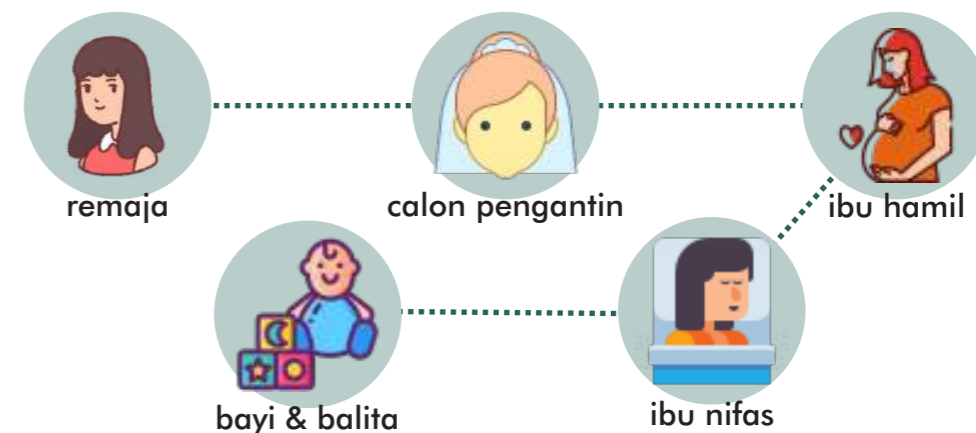 remaja
calon pengantin
ibu hamil
bayi & balita
ibu nifas